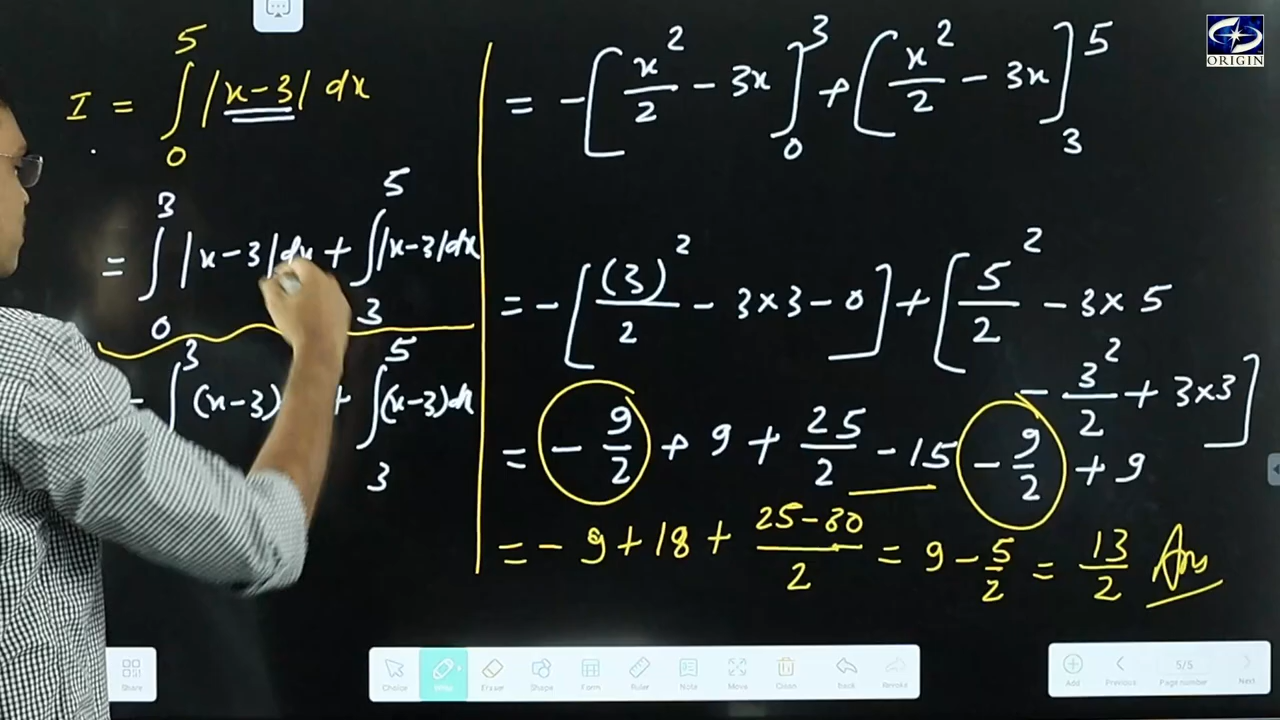 I = ∫₀⁵ |x-3| dx
= ∫₀³ |x-3| dx + ∫₃⁵ |x-3| dx
- ∫₀³ (x-3) + ∫₃⁵ (x-3) dx
= -[x²/2 - 3x]₀³ + [x²/2 - 3x]₃⁵
= -[(3)²/2 - 3×3 - 0] + [5²/2 - 3×5
- 3²/2 + 3×3]
= - 9/2 + 9 + 25/2 - 15 - 9/2 + 9
= - 9 + 18 + (25-30)/2 = 9 - 5/2 = 13/2 Ans
ORIGIN
Share
Choice Write Eraser Shape Form Ruler Note Move Clean Back Revoke
Add Previous 5/5 Page number Next